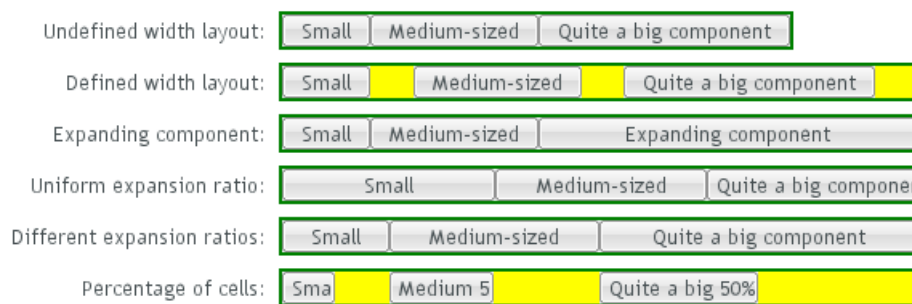 Undefined width layout: Small Medium-sized Quite a big component
Defined width layout: Small Medium-sized Quite a big component
Expanding component: Small Medium-sized Expanding component
Uniform expansion ratio: Small Medium-sized Quite a big compone
Different expansion ratios: Small Medium-sized Quite a big component
Percentage of cells: Sma Medium 5 Quite a big 50%